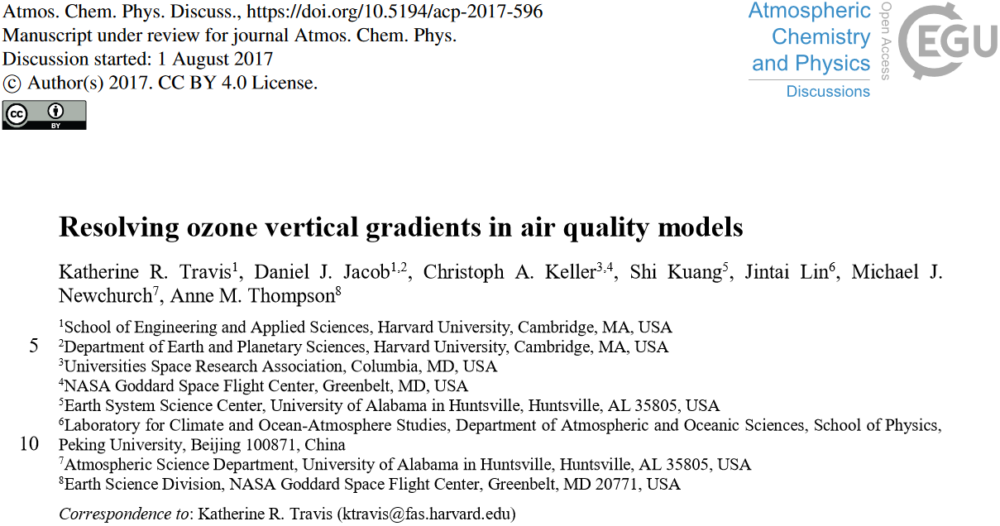 Atmos. Chem. Phys. Discuss., https://doi.org/10.5194/acp-2017-596
Manuscript under review for journal Atmos. Chem. Phys.
Discussion started: 1 August 2017
© Author(s) 2017. CC BY 4.0 License.
cc BY
Atmospheric
Chemistry
and Physics
Discussions
Open Access
EGU
Resolving ozone vertical gradients in air quality models
Katherine R. Travis¹, Daniel J. Jacob¹,², Christoph A. Keller³,⁴, Shi Kuang⁵, Jintai Lin⁶, Michael J.
Newchurch⁷, Anne M. Thompson⁸
¹School of Engineering and Applied Sciences, Harvard University, Cambridge, MA, USA
5 ²Department of Earth and Planetary Sciences, Harvard University, Cambridge, MA, USA
³Universities Space Research Association, Columbia, MD, USA
⁴NASA Goddard Space Flight Center, Greenbelt, MD, USA
⁵Earth System Science Center, University of Alabama in Huntsville, Huntsville, AL 35805, USA
⁶Laboratory for Climate and Ocean-Atmosphere Studies, Department of Atmospheric and Oceanic Sciences, School of Physics,
10 Peking University, Beijing 100871, China
⁷Atmospheric Science Department, University of Alabama in Huntsville, Huntsville, AL 35805, USA
⁸Earth Science Division, NASA Goddard Space Flight Center, Greenbelt, MD 20771, USA
Correspondence to: Katherine R. Travis (ktravis@fas.harvard.edu)